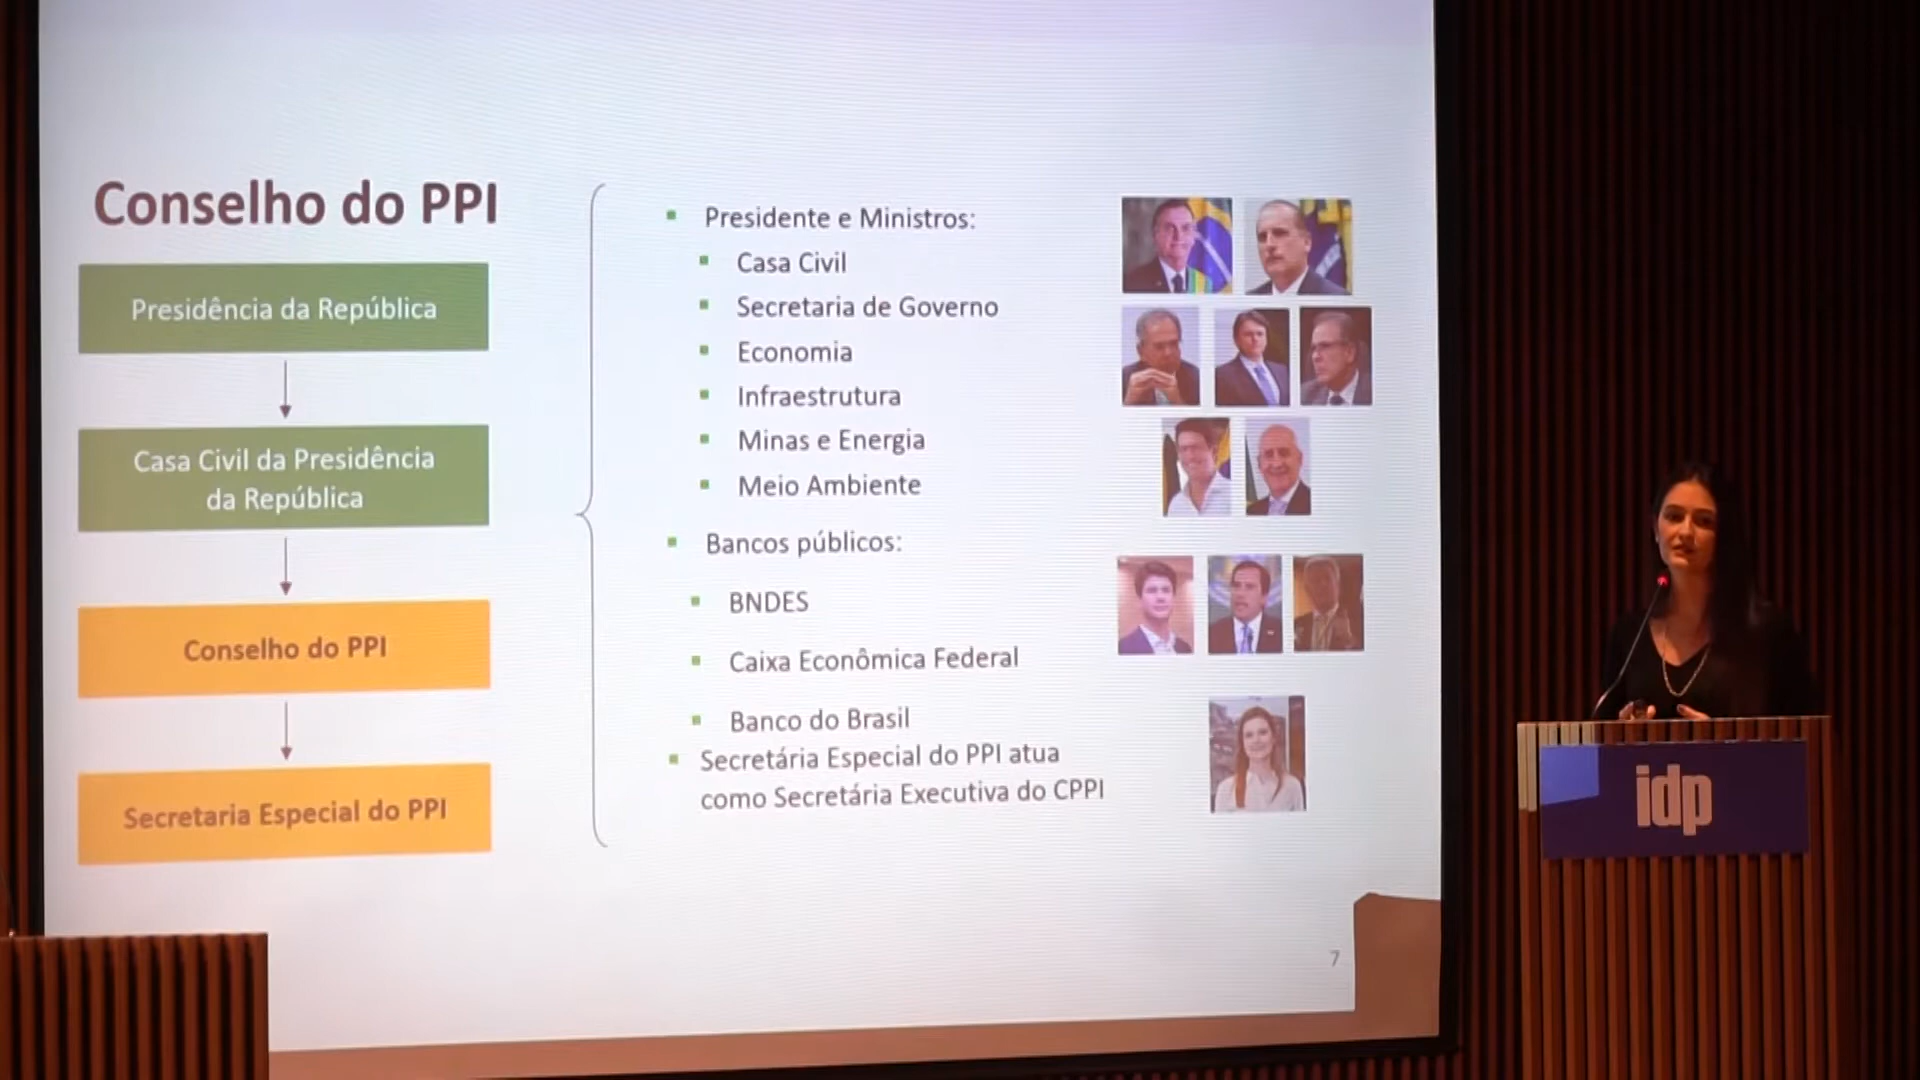 Conselho do PPI
Presidência da República
Casa Civil da Presidência
da República
Conselho do PPI
Secretaria Especial do PPI
Presidente e Ministros:
Casa Civil
Secretaria de Governo
Economia
Infraestrutura
Minas e Energia
Meio Ambiente
Bancos públicos:
BNDES
Caixa Econômica Federal
Banco do Brasil
Secretária Especial do PPI atua
como Secretária Executiva do CPPI
7
idp